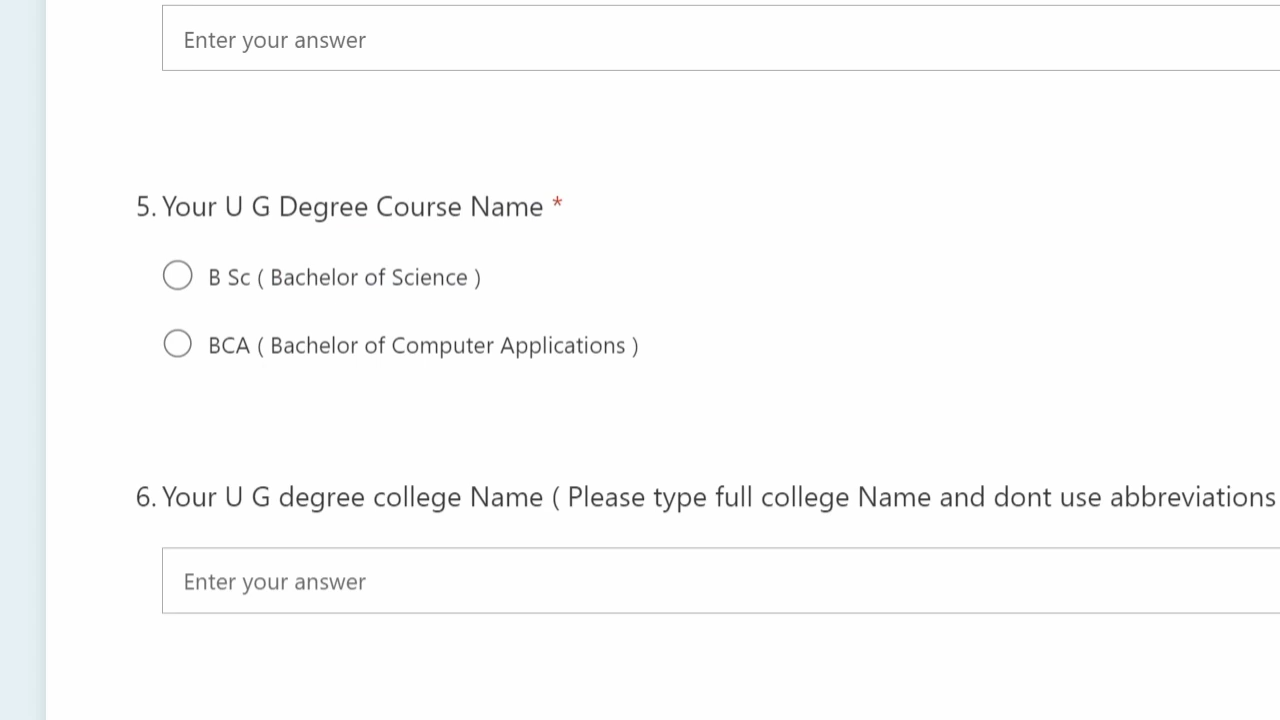 Enter your answer
5. Your U G Degree Course Name *
B Sc ( Bachelor of Science )
BCA ( Bachelor of Computer Applications )
6. Your U G degree college Name ( Please type full college Name and dont use abbreviations
Enter your answer